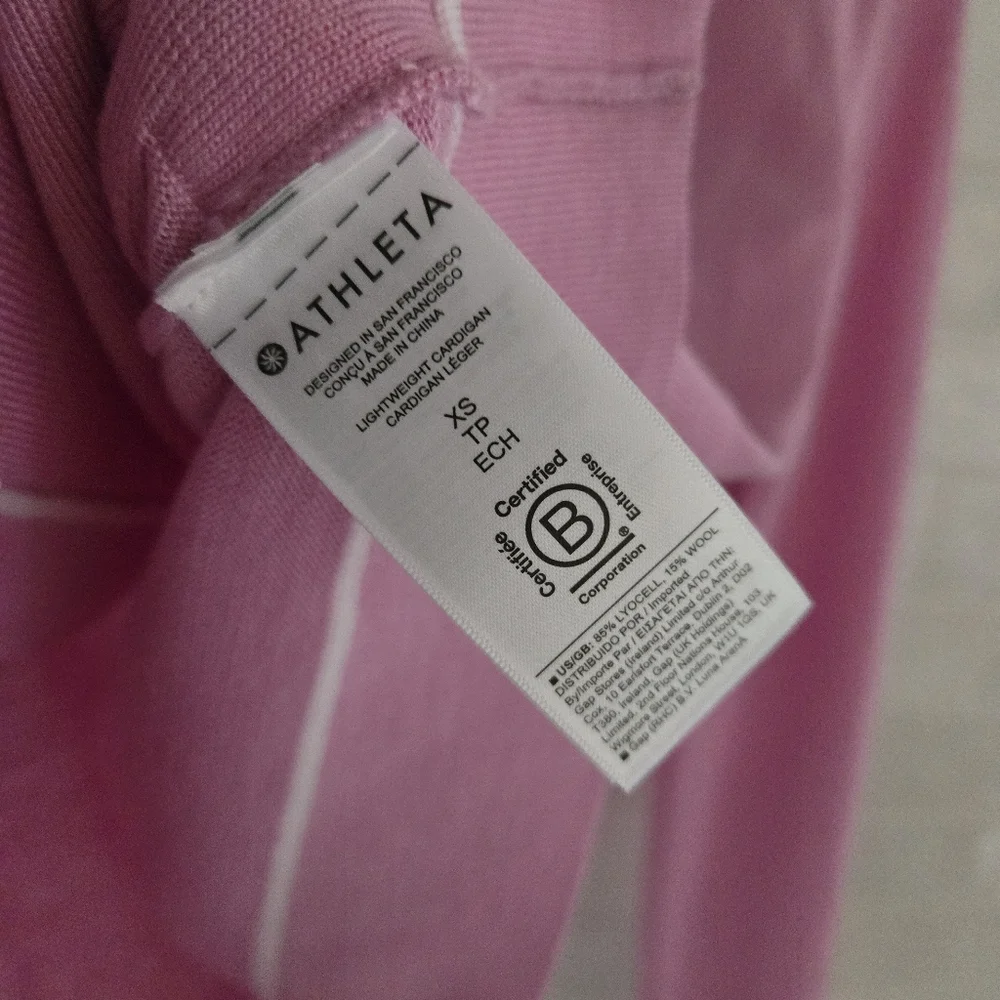 ATHLETA
DESIGNED IN SAN FRANCISCO
CONÇU À SAN FRANCISCO
MADE IN CHINA
LIGHTWEIGHT CARDIGAN
CARDIGAN LÉGER
XS
TP
ECH
Certified
Entreprise
B
Certifiée
Corporation®
■ US/GB: 85% LYOCELL, 15% WOOL
DISTRIBUIDO POR / Imported
By/Importe Par / ΕΙΣΑΓΕΤΑΙ ΑΠΟ ΤΗΝ:
Gap Stores (Ireland) Limited c/o Arthur
Cox, 10 Earlsfort Terrace, Dublin 2, D02
T380, Ireland, Gap (UK Holdings)
Limited, 2nd Floor Nations House, 103
Wigmore Street, London, W1U 1QS, UK
■ Gap (RHC) B.V. Luna ArenA